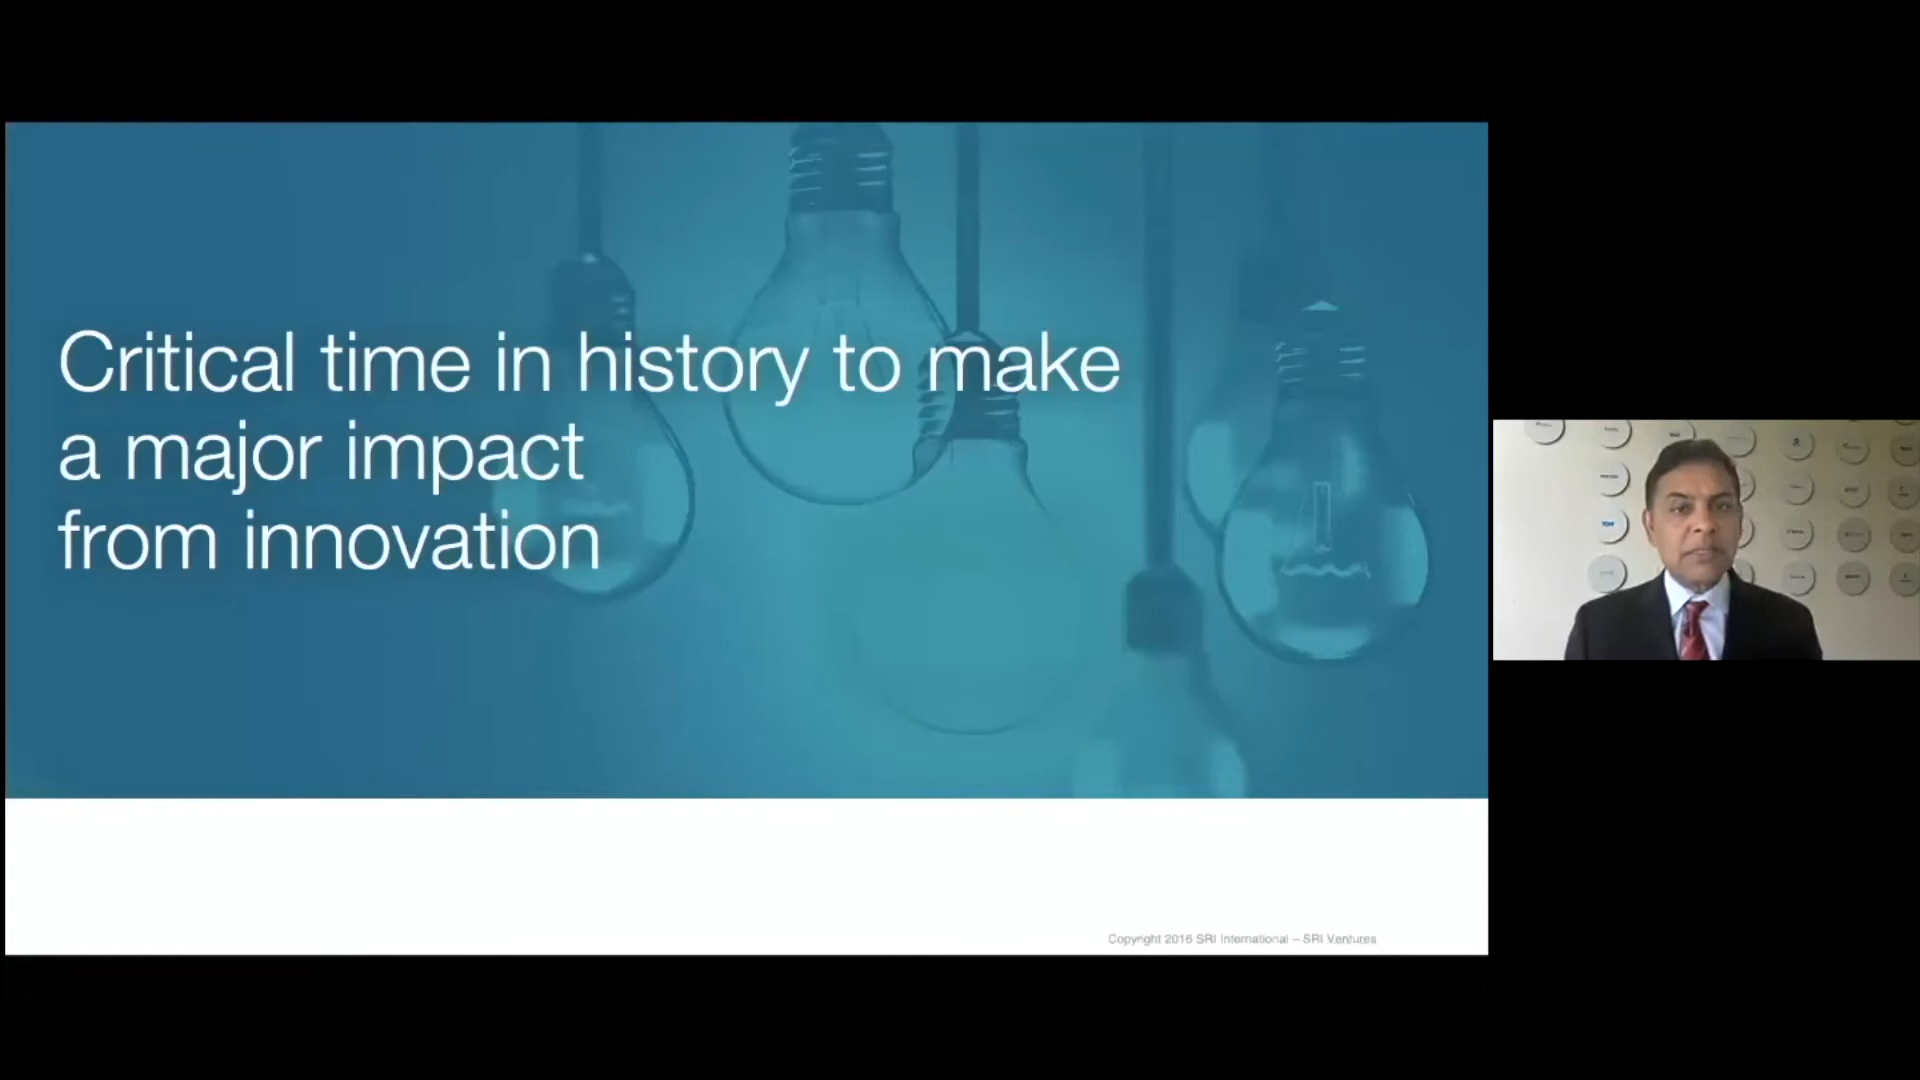 Critical time in history to make
a major impact
from innovation
Copyright 2016 SRI International – SRI Ventures